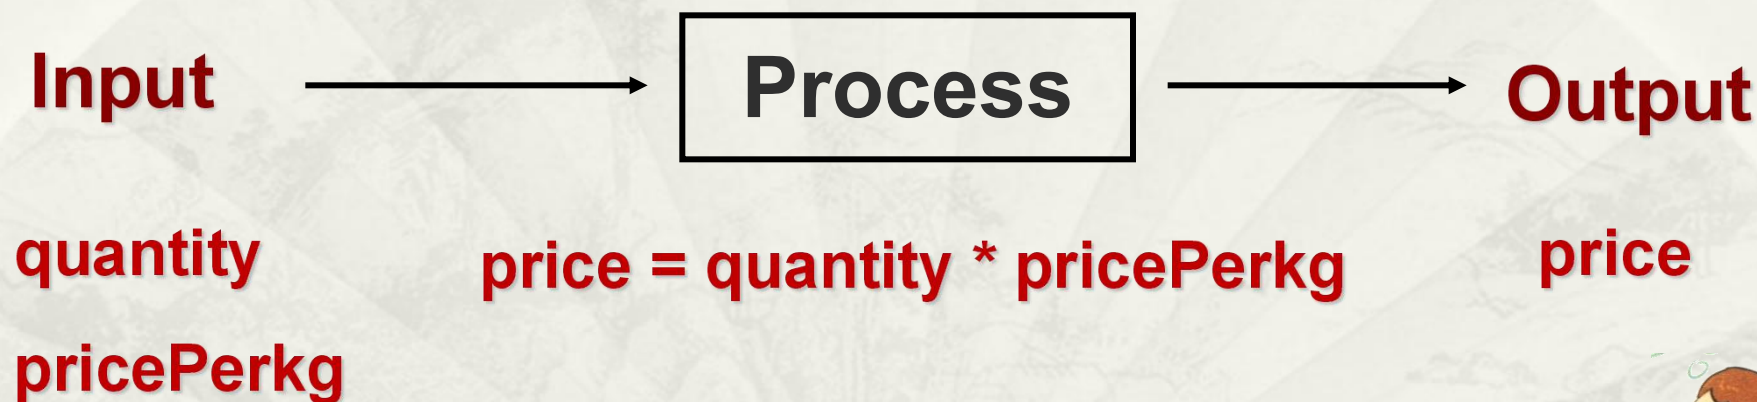 Input
Process
Output
quantity
price = quantity * pricePerkg
price
pricePerkg